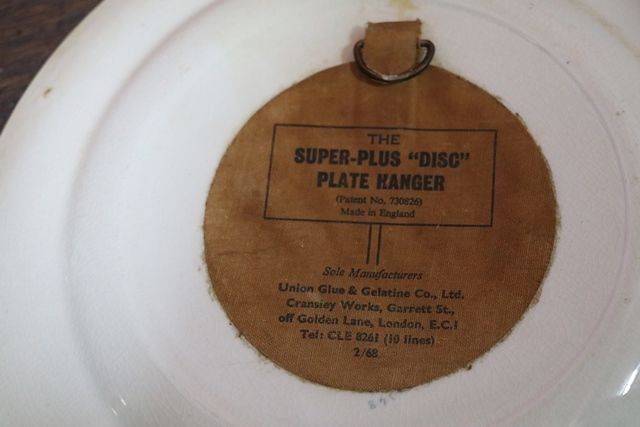 THE
SUPER-PLUS “DISC”
PLATE HANGER
(Patent No. 730826)
Made in England
Sole Manufacturers
Union Glue & Gelatine Co., Ltd.
Cransley Works, Garrett St.,
off Golden Lane, London, E.C.1
Tel: CLE 8261 (10 lines)
2/68